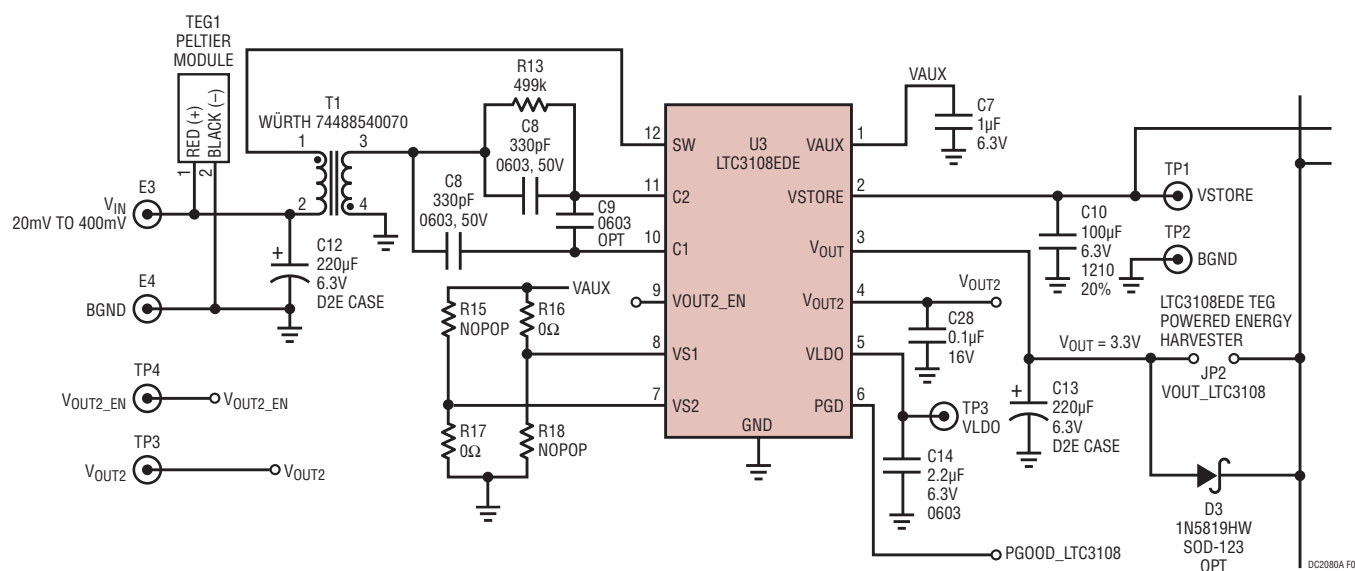 TEG1
PELTIER
MODULE
RED (+)
BLACK (–)
1
2
T1
WÜRTH 74488540070
1
3
2
4
E3
VIN
20mV TO 400mV
E4
BGND
+
C12
220µF
6.3V
D2E CASE
TP4
VOUT2_EN
VOUT2_EN
TP3
VOUT2
VOUT2
R13
499k
C8
330pF
0603, 50V
C8
330pF
0603, 50V
C9
0603
OPT
VAUX
R15
NOPOP
R16
0Ω
R17
0Ω
R18
NOPOP
12
SW
11
C2
10
C1
9
VOUT2_EN
8
VS1
7
VS2
U3
LTC3108EDE
GND
VAUX
1
VSTORE
2
VOUT
3
VOUT2
4
VLDO
5
PGD
6
VAUX
C7
1µF
6.3V
TP1
VSTORE
C10
100µF
6.3V
1210
20%
TP2
BGND
VOUT2
C28
0.1µF
16V
LTC3108EDE TEG
POWERED ENERGY
HARVESTER
VOUT = 3.3V
JP2
VOUT_LTC3108
+
C13
220µF
6.3V
D2E CASE
TP3
VLDO
C14
2.2µF
6.3V
0603
D3
1N5819HW
SOD-123
OPT
PGOOD_LTC3108
DC2080A F0